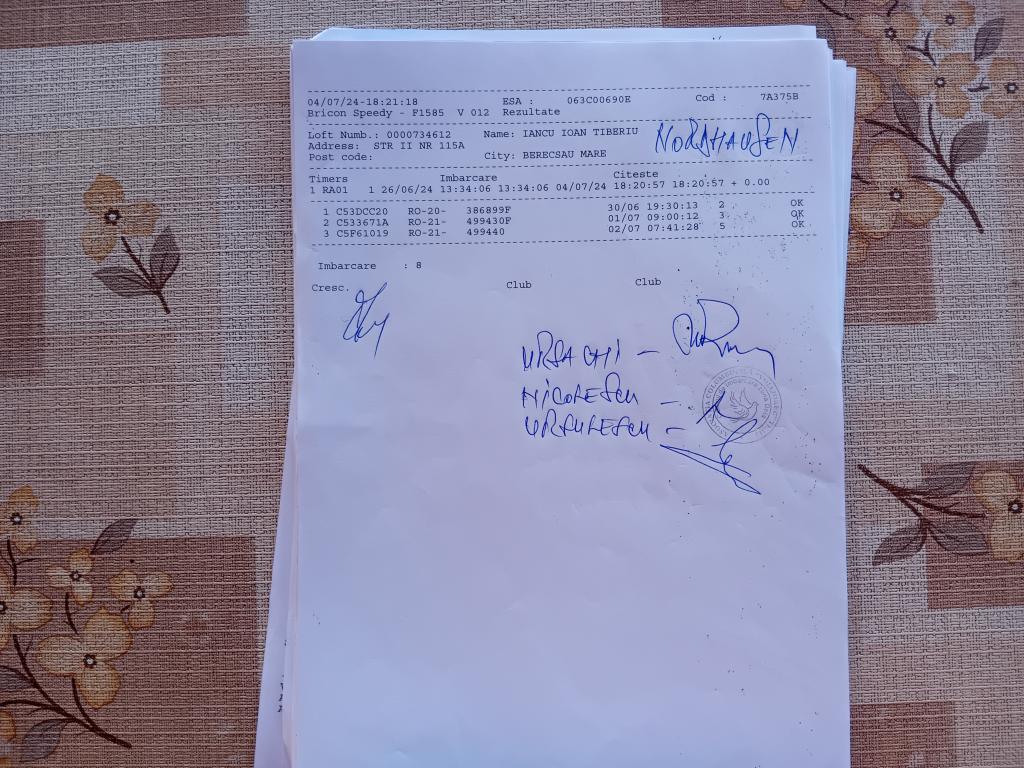 04/07/24-18:21:18 ESA : 063C00690E Cod : 7A375B
Bricon Speedy - F1585 V 012 Rezultate
Loft Numb.: 0000734612 Name: IANCU IOAN TIBERIU
NORDHAUSEN
Address: STR II NR 115A
Post code: City: BERECSAU MARE
Timers Imbarcare Citeste
1 RA01 1 26/06/24 13:34:06 13:34:06 04/07/24 18:20:57 18:20:57 + 0.00
1 C53DCC20 RO-20- 386899F 30/06 19:30:13 2 OK
2 C533671A RO-21- 499430F 01/07 09:00:12 3 OK
3 C5F61019 RO-21- 499440 02/07 07:41:28 5 OK
Imbarcare : 8
Cresc. Club Club
URSACHI -
NICOLESCU -
URSULESCU -